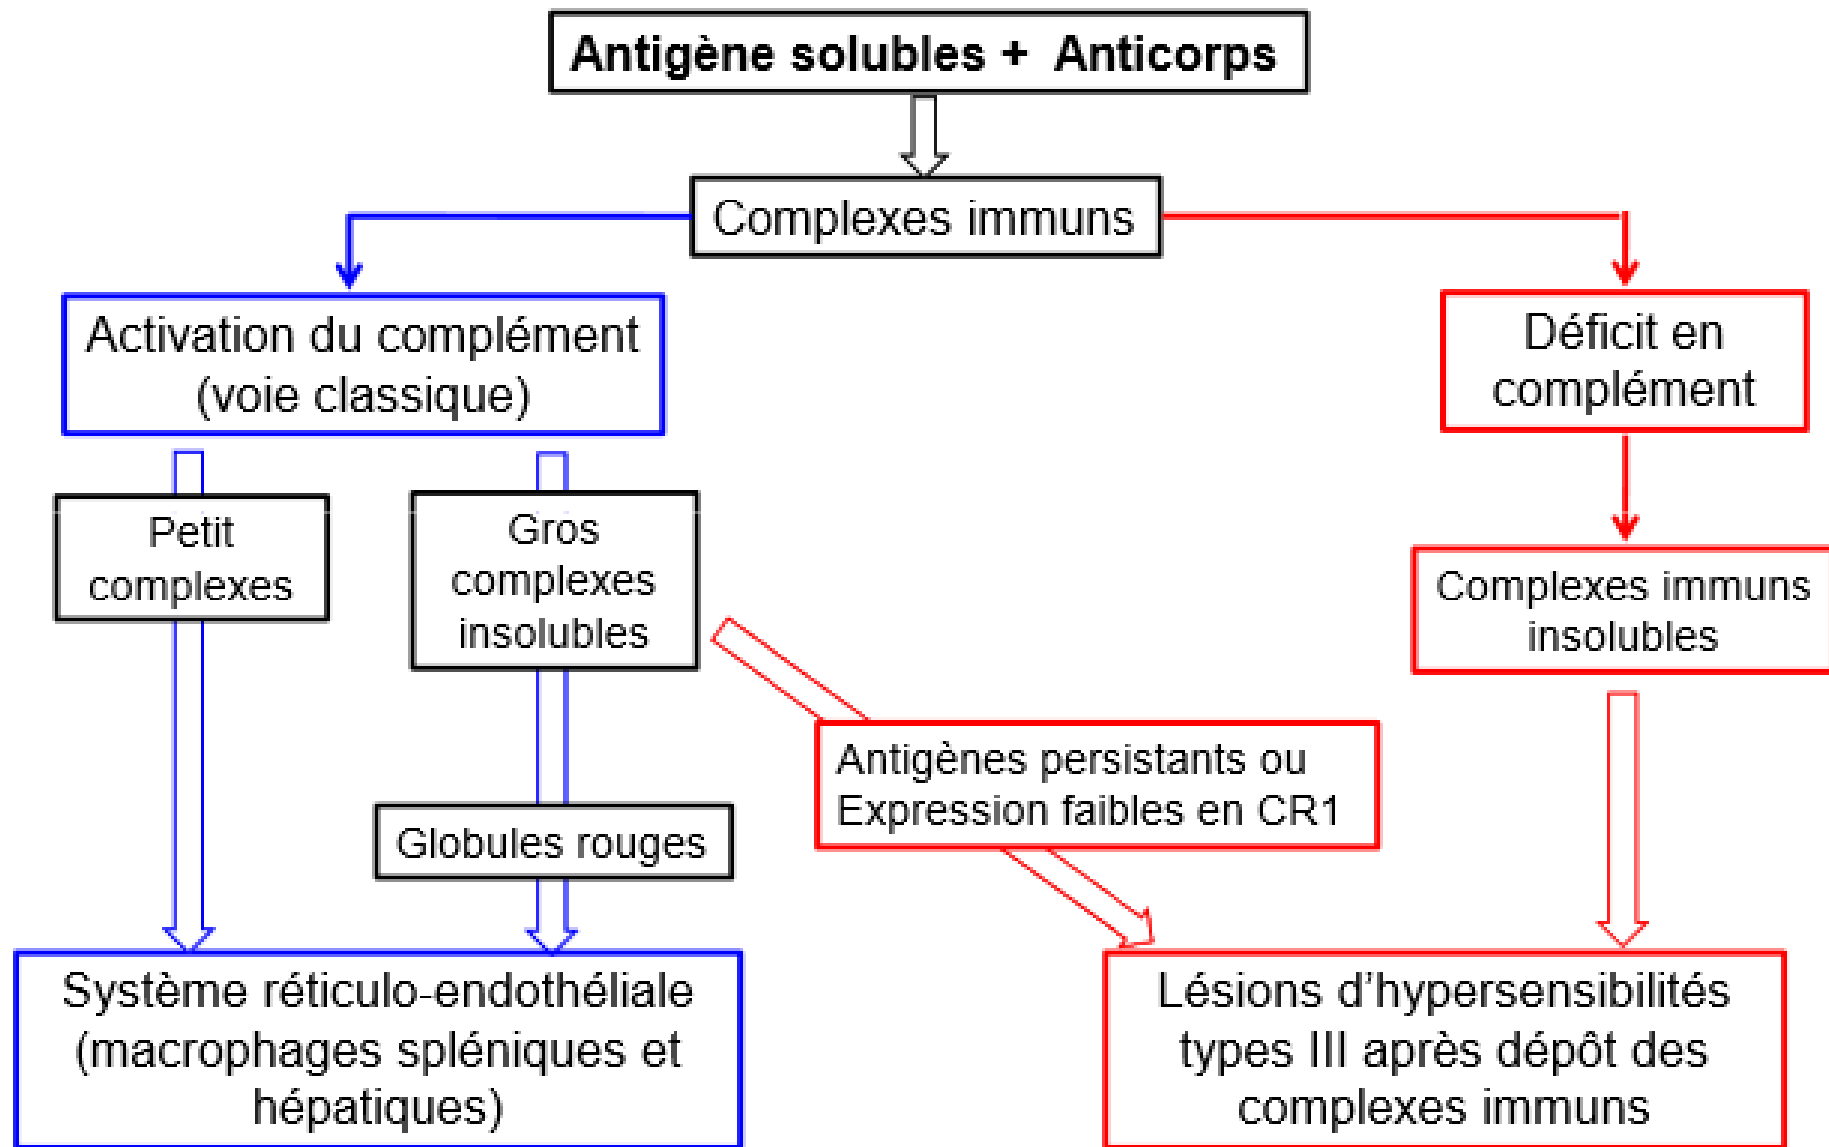 Antigène solubles + Anticorps
Complexes immuns
Activation du complément
(voie classique)
Déficit en
complément
Petit
complexes
Gros
complexes
insolubles
Complexes immuns
insolubles
Antigènes persistants ou
Expression faibles en CR1
Globules rouges
Système réticulo-endothéliale
(macrophages spléniques et
hépatiques)
Lésions d'hypersensibilités
types III après dépôt des
complexes immuns